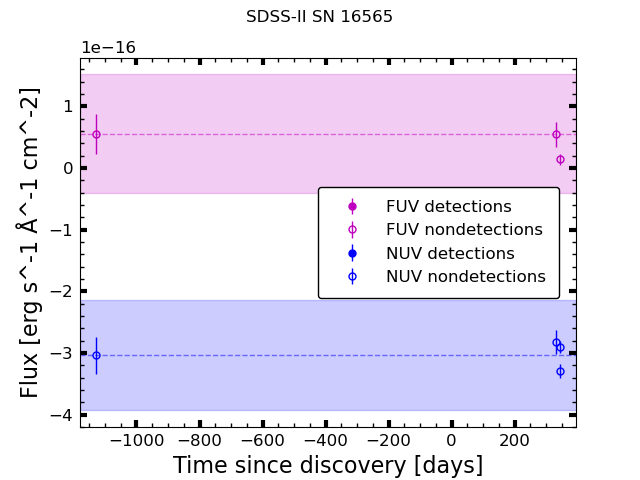 SDSS-II SN 16565
1e−16
1
0
−1
−2
−3
−4
Flux [erg s^-1 Å^-1 cm^-2]
FUV detections
FUV nondetections
NUV detections
NUV nondetections
−1000 −800 −600 −400 −200 0 200
Time since discovery [days]